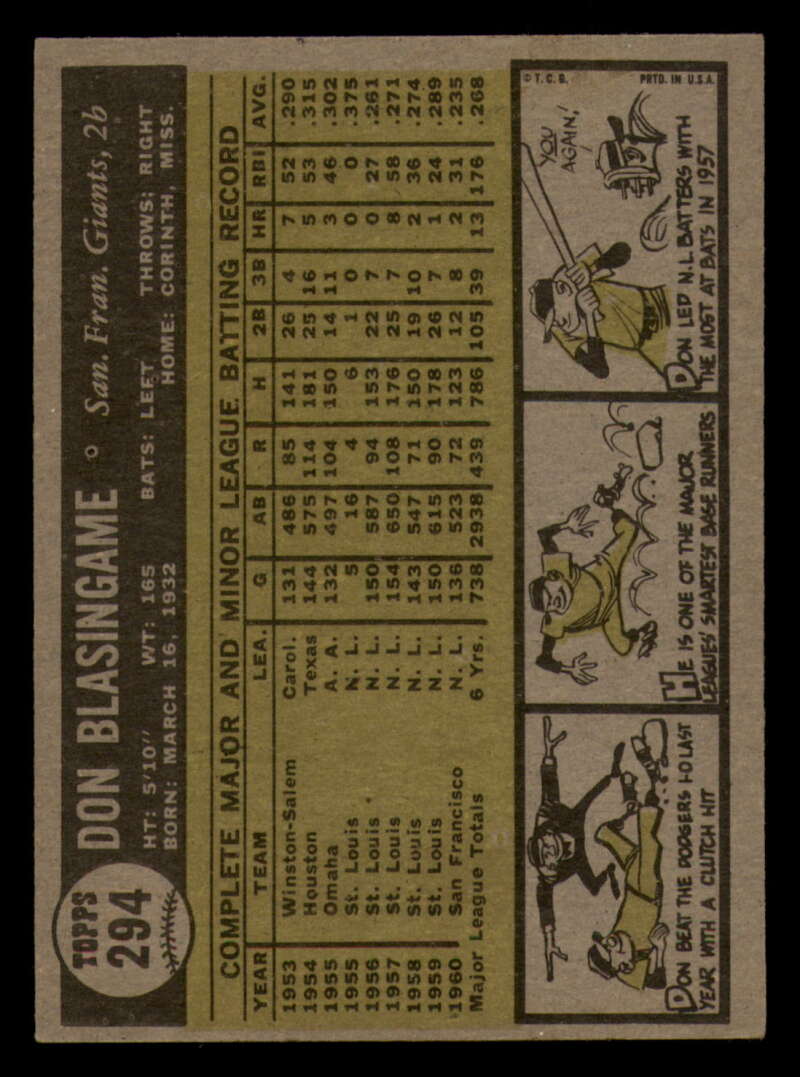 TOPPS
294
DON BLASINGAME ° San. Fran. Giants, 2b
HT: 5'10" WT: 165 BATS: LEFT THROWS: RIGHT
BORN: MARCH 16, 1932 HOME: CORINTH, MISS.
COMPLETE MAJOR AND MINOR LEAGUE BATTING RECORD
YEAR TEAM LEA. G AB R H 2B 3B HR RBI AVG.
1953 Winston-Salem Carol. 131 486 85 141 26 4 7 52 .290
1954 Houston Texas 144 575 114 181 25 16 5 53 .315
1955 Omaha A. A. 132 497 104 150 14 11 3 46 .302
1955 St. Louis N. L. 5 16 4 6 1 0 0 0 .375
1956 St. Louis N. L. 150 587 94 153 22 7 0 27 .261
1957 St. Louis N. L. 154 650 108 176 25 7 8 58 .271
1958 St. Louis N. L. 143 547 71 150 19 10 2 36 .274
1959 St. Louis N. L. 150 615 90 178 26 7 1 24 .289
1960 San Francisco N. L. 136 523 72 123 12 8 2 31 .235
Major League Totals 6 Yrs. 738 2938 439 786 105 39 13 176 .268
DON BEAT THE DODGERS 1-0 LAST
YEAR WITH A CLUTCH HIT
HE IS ONE OF THE MAJOR
LEAGUES' SMARTEST BASE RUNNERS
© T. C. G. PRTD. IN U.S.A.
YOU
AGAIN!
DON LED N.L. BATTERS WITH
THE MOST AT BATS IN 1957